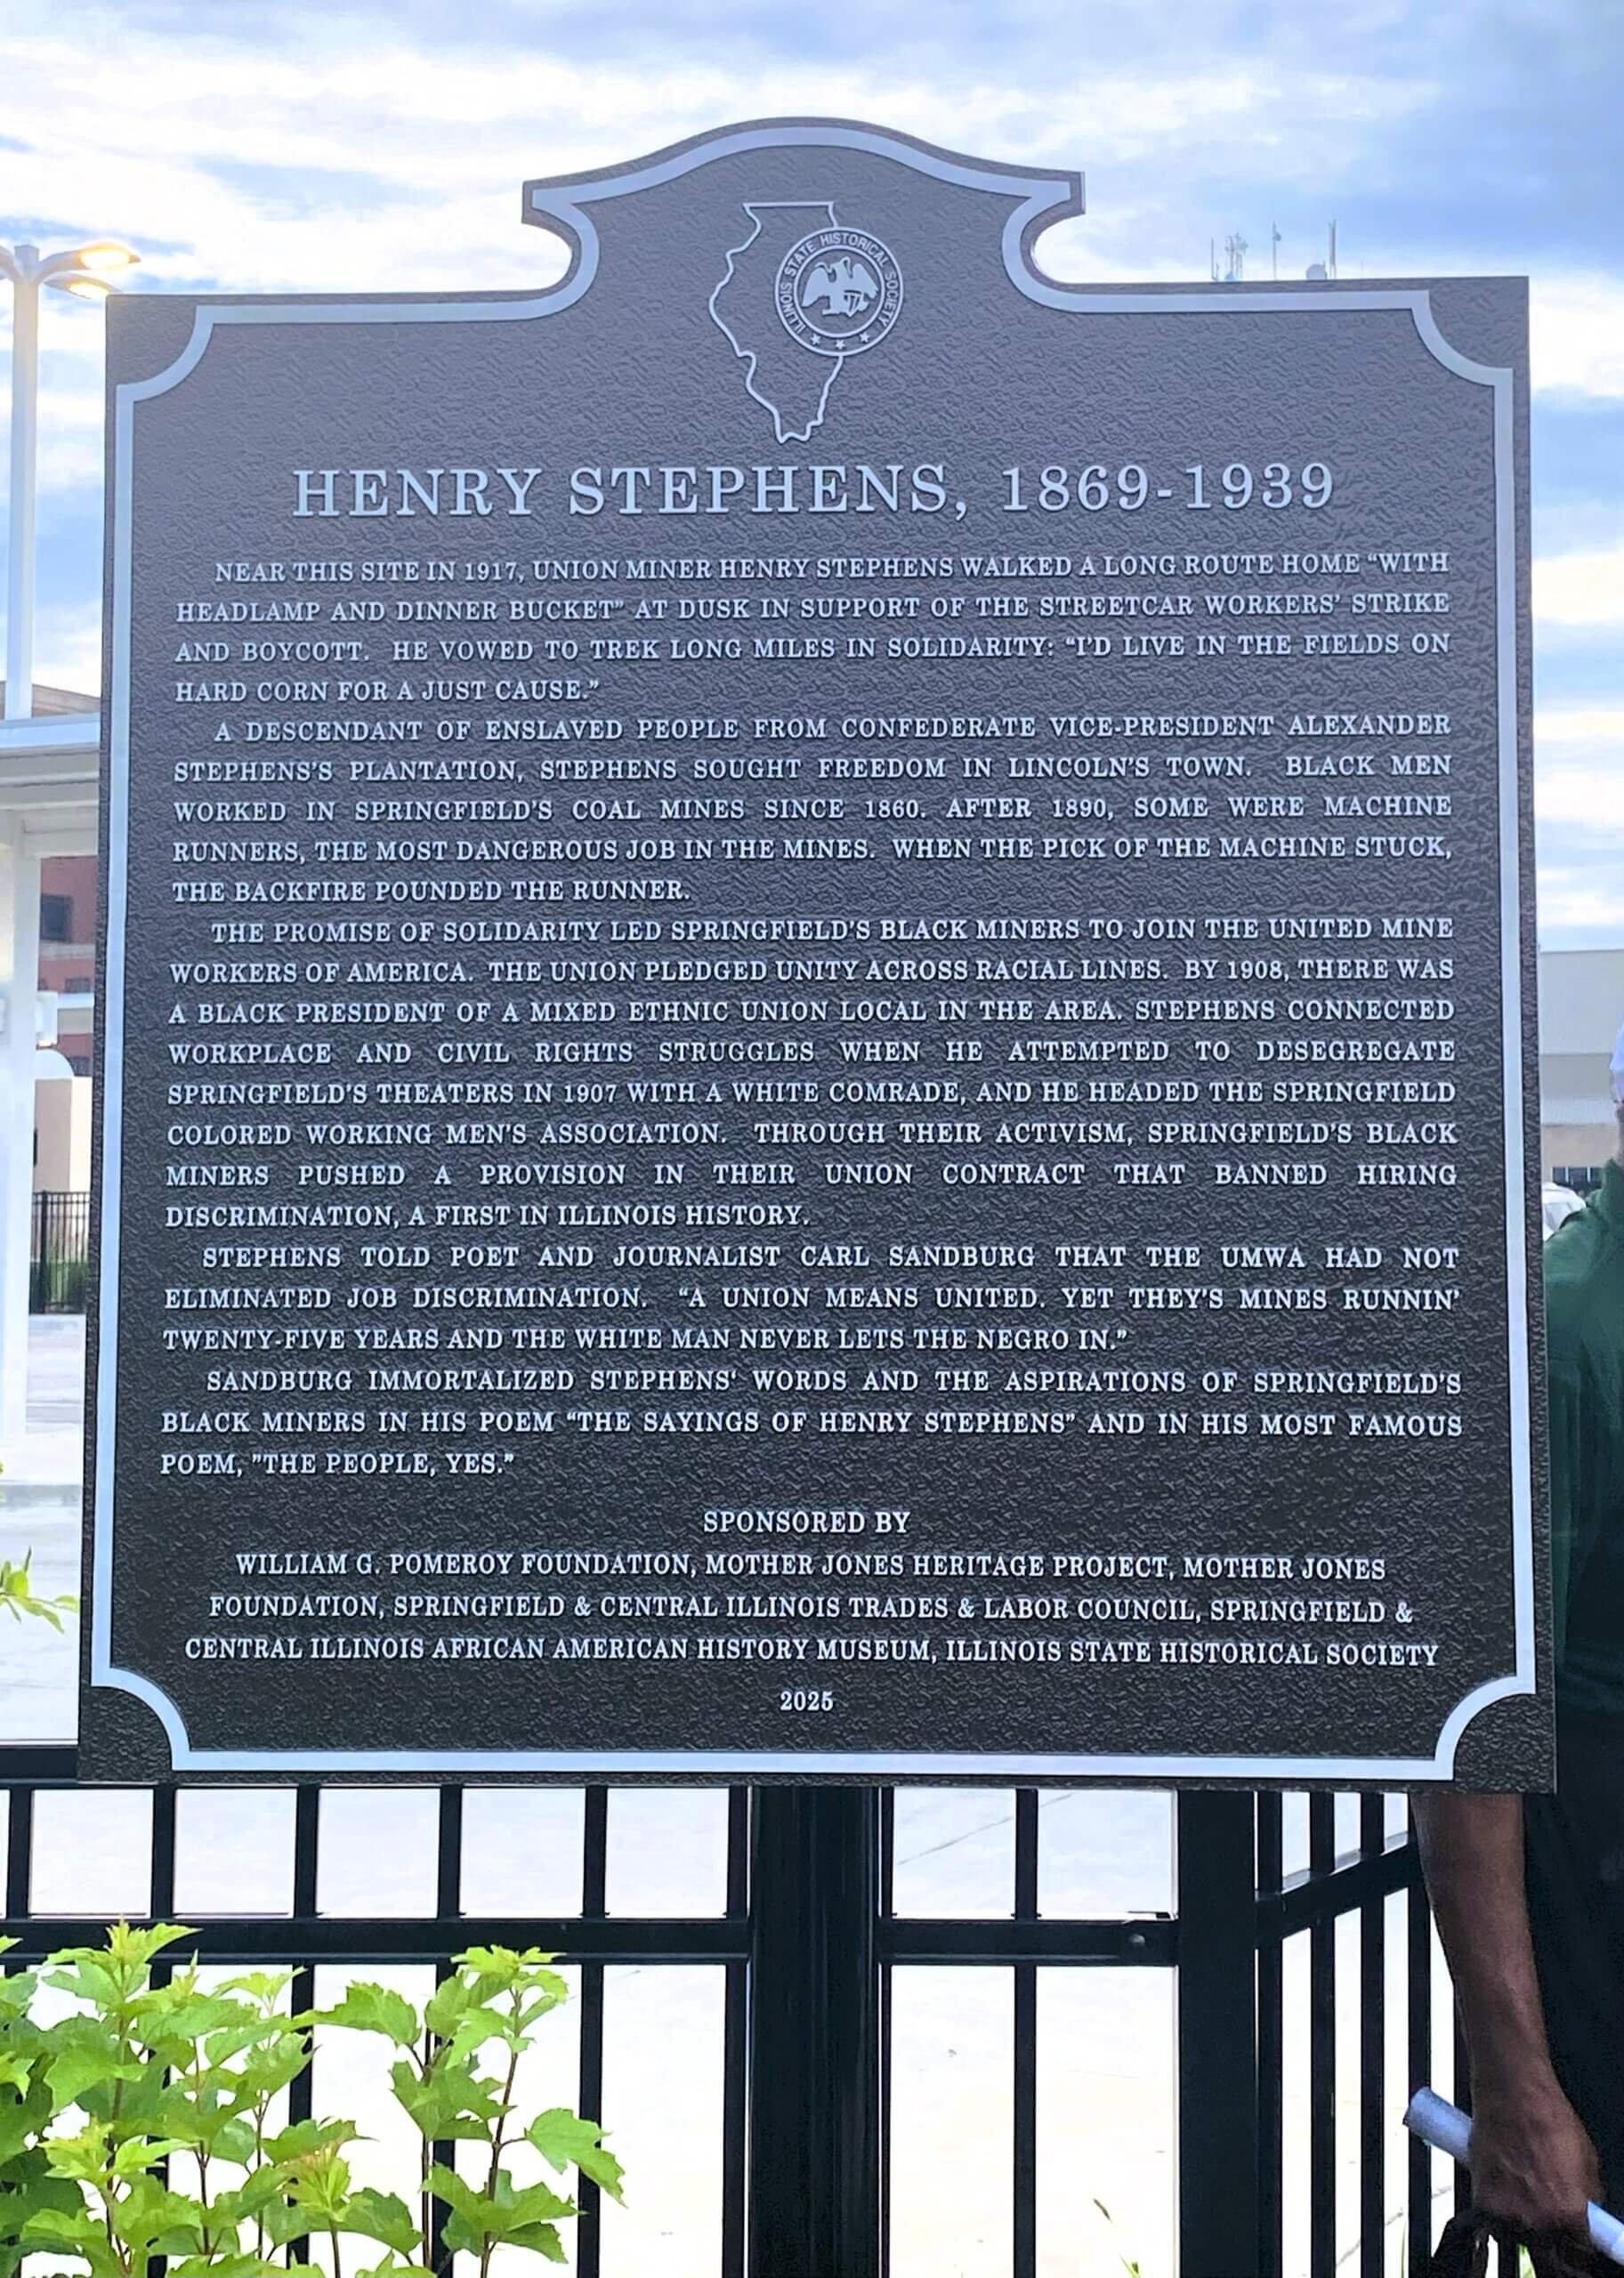 ILLINOIS STATE HISTORICAL SOCIETY
HENRY STEPHENS, 1869-1939
NEAR THIS SITE IN 1917, UNION MINER HENRY STEPHENS WALKED A LONG ROUTE HOME “WITH
HEADLAMP AND DINNER BUCKET” AT DUSK IN SUPPORT OF THE STREETCAR WORKERS’ STRIKE
AND BOYCOTT. HE VOWED TO TREK LONG MILES IN SOLIDARITY: “I’D LIVE IN THE FIELDS ON
HARD CORN FOR A JUST CAUSE.”
A DESCENDANT OF ENSLAVED PEOPLE FROM CONFEDERATE VICE-PRESIDENT ALEXANDER
STEPHENS’S PLANTATION, STEPHENS SOUGHT FREEDOM IN LINCOLN’S TOWN. BLACK MEN
WORKED IN SPRINGFIELD’S COAL MINES SINCE 1860. AFTER 1890, SOME WERE MACHINE
RUNNERS, THE MOST DANGEROUS JOB IN THE MINES. WHEN THE PICK OF THE MACHINE STUCK,
THE BACKFIRE POUNDED THE RUNNER.
THE PROMISE OF SOLIDARITY LED SPRINGFIELD’S BLACK MINERS TO JOIN THE UNITED MINE
WORKERS OF AMERICA. THE UNION PLEDGED UNITY ACROSS RACIAL LINES. BY 1908, THERE WAS
A BLACK PRESIDENT OF A MIXED ETHNIC UNION LOCAL IN THE AREA. STEPHENS CONNECTED
WORKPLACE AND CIVIL RIGHTS STRUGGLES WHEN HE ATTEMPTED TO DESEGREGATE
SPRINGFIELD’S THEATERS IN 1907 WITH A WHITE COMRADE, AND HE HEADED THE SPRINGFIELD
COLORED WORKING MEN’S ASSOCIATION. THROUGH THEIR ACTIVISM, SPRINGFIELD’S BLACK
MINERS PUSHED A PROVISION IN THEIR UNION CONTRACT THAT BANNED HIRING
DISCRIMINATION, A FIRST IN ILLINOIS HISTORY.
STEPHENS TOLD POET AND JOURNALIST CARL SANDBURG THAT THE UMWA HAD NOT
ELIMINATED JOB DISCRIMINATION. “A UNION MEANS UNITED. YET THEY’S MINES RUNNIN’
TWENTY-FIVE YEARS AND THE WHITE MAN NEVER LETS THE NEGRO IN.”
SANDBURG IMMORTALIZED STEPHENS‘ WORDS AND THE ASPIRATIONS OF SPRINGFIELD’S
BLACK MINERS IN HIS POEM “THE SAYINGS OF HENRY STEPHENS” AND IN HIS MOST FAMOUS
POEM, ”THE PEOPLE, YES.”
SPONSORED BY
WILLIAM G. POMEROY FOUNDATION, MOTHER JONES HERITAGE PROJECT, MOTHER JONES
FOUNDATION, SPRINGFIELD & CENTRAL ILLINOIS TRADES & LABOR COUNCIL, SPRINGFIELD &
CENTRAL ILLINOIS AFRICAN AMERICAN HISTORY MUSEUM, ILLINOIS STATE HISTORICAL SOCIETY
2025